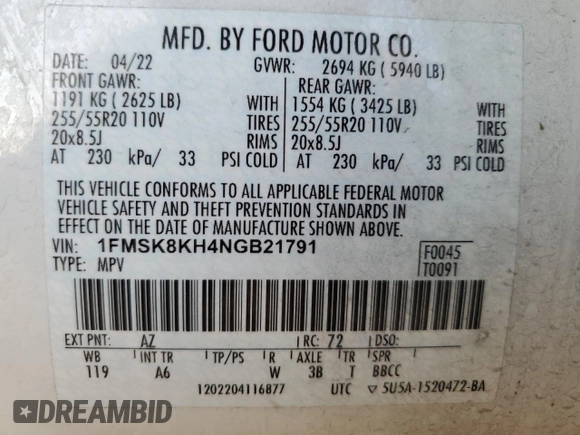 MFD. BY FORD MOTOR CO.
DATE: 04/22 GVWR: 2694 KG ( 5940 LB)
FRONT GAWR: REAR GAWR:
1191 KG ( 2625 LB) WITH 1554 KG ( 3425 LB) WITH
255/55R20 110V TIRES 255/55R20 110V TIRES
20x8.5J RIMS 20x8.5J RIMS
AT 230 kPa/ 33 PSI COLD AT 230 kPa/ 33 PSI COLD
THIS VEHICLE CONFORMS TO ALL APPLICABLE FEDERAL MOTOR
VEHICLE SAFETY AND THEFT PREVENTION STANDARDS IN
EFFECT ON THE DATE OF MANUFACTURE SHOWN ABOVE.
VIN: 1FMSK8KH4NGB21791 F0045
TYPE: MPV T0091
EXT PNT: AZ RC: 72 DSO:
WB INT TR TP/PS R AXLE TR SPR
119 A6 W 3B T BBCC
1202204116877 UTC 5U5A-1520472-BA
DREAMBID